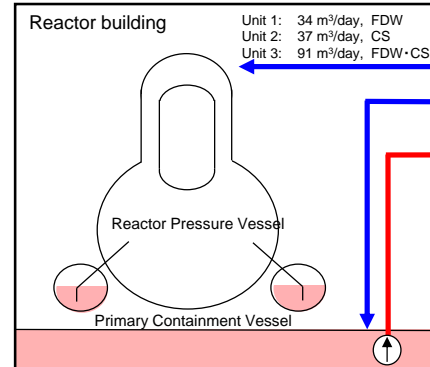 Reactor building
Unit 1: 34 m³/day, FDW
Unit 2: 37 m³/day, CS
Unit 3: 91 m³/day, FDW・CS
Reactor Pressure Vessel
Primary Containment Vessel